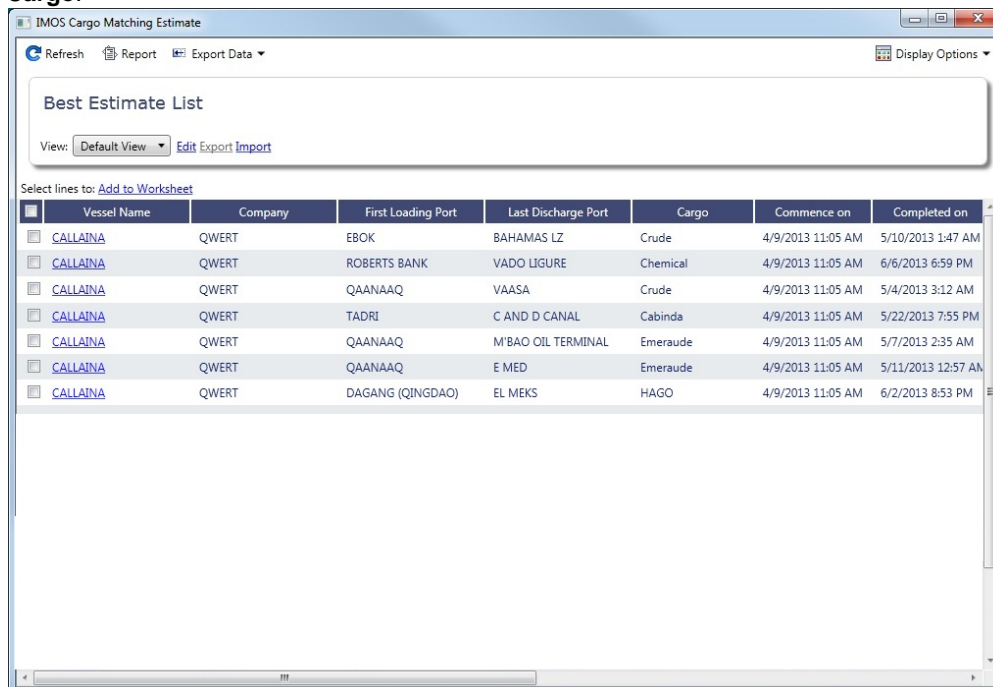 IMOS Cargo Matching Estimate
Refresh Report Export Data Display Options
Best Estimate List
View: Default View Edit Export Import
Select lines to: Add to Worksheet
Vessel Name Company First Loading Port Last Discharge Port Cargo Commence on Completed on
CALLAINA QWERT EBOK BAHAMAS LZ Crude 4/9/2013 11:05 AM 5/10/2013 1:47 AM
CALLAINA QWERT ROBERTS BANK VADO LIGURE Chemical 4/9/2013 11:05 AM 6/6/2013 6:59 PM
CALLAINA QWERT QAANAAQ VAASA Crude 4/9/2013 11:05 AM 5/4/2013 3:12 AM
CALLAINA QWERT TADRI C AND D CANAL Cabinda 4/9/2013 11:05 AM 5/22/2013 7:55 PM
CALLAINA QWERT QAANAAQ M'BAO OIL TERMINAL Emeraude 4/9/2013 11:05 AM 5/7/2013 2:35 AM
CALLAINA QWERT QAANAAQ E MED Emeraude 4/9/2013 11:05 AM 5/11/2013 12:57 AM
CALLAINA QWERT DAGANG (QINGDAO) EL MEKS HAGO 4/9/2013 11:05 AM 6/2/2013 8:53 PM